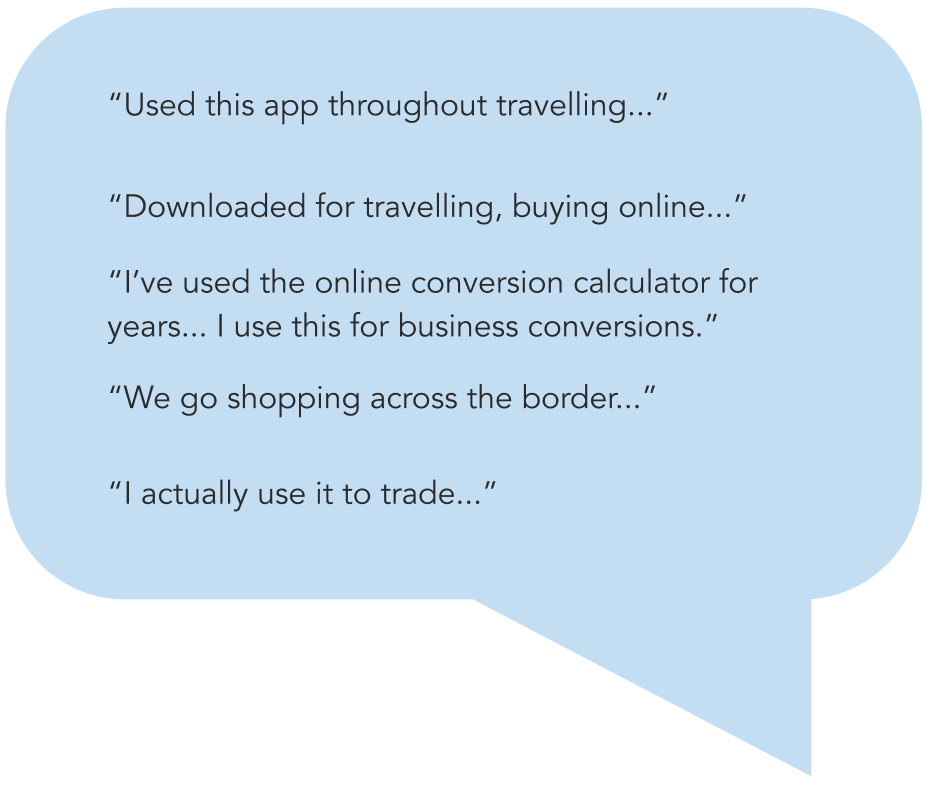 “Used this app throughout travelling...”
“Downloaded for travelling, buying online...”
“I’ve used the online conversion calculator for
years... I use this for business conversions.”
“We go shopping across the border...”
“I actually use it to trade...”